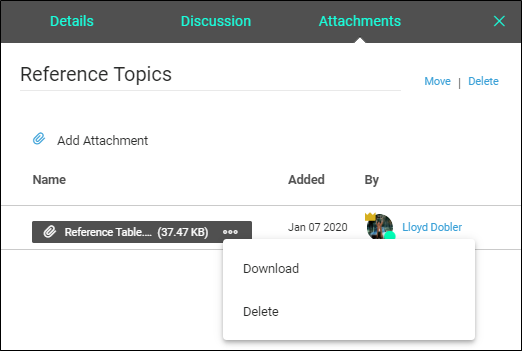 Details Discussion Attachments ×
Reference Topics
Move | Delete
Add Attachment
Name Added By
Reference Table.... (37.47 KB) Jan 07 2020 Lloyd Dobler
Download
Delete